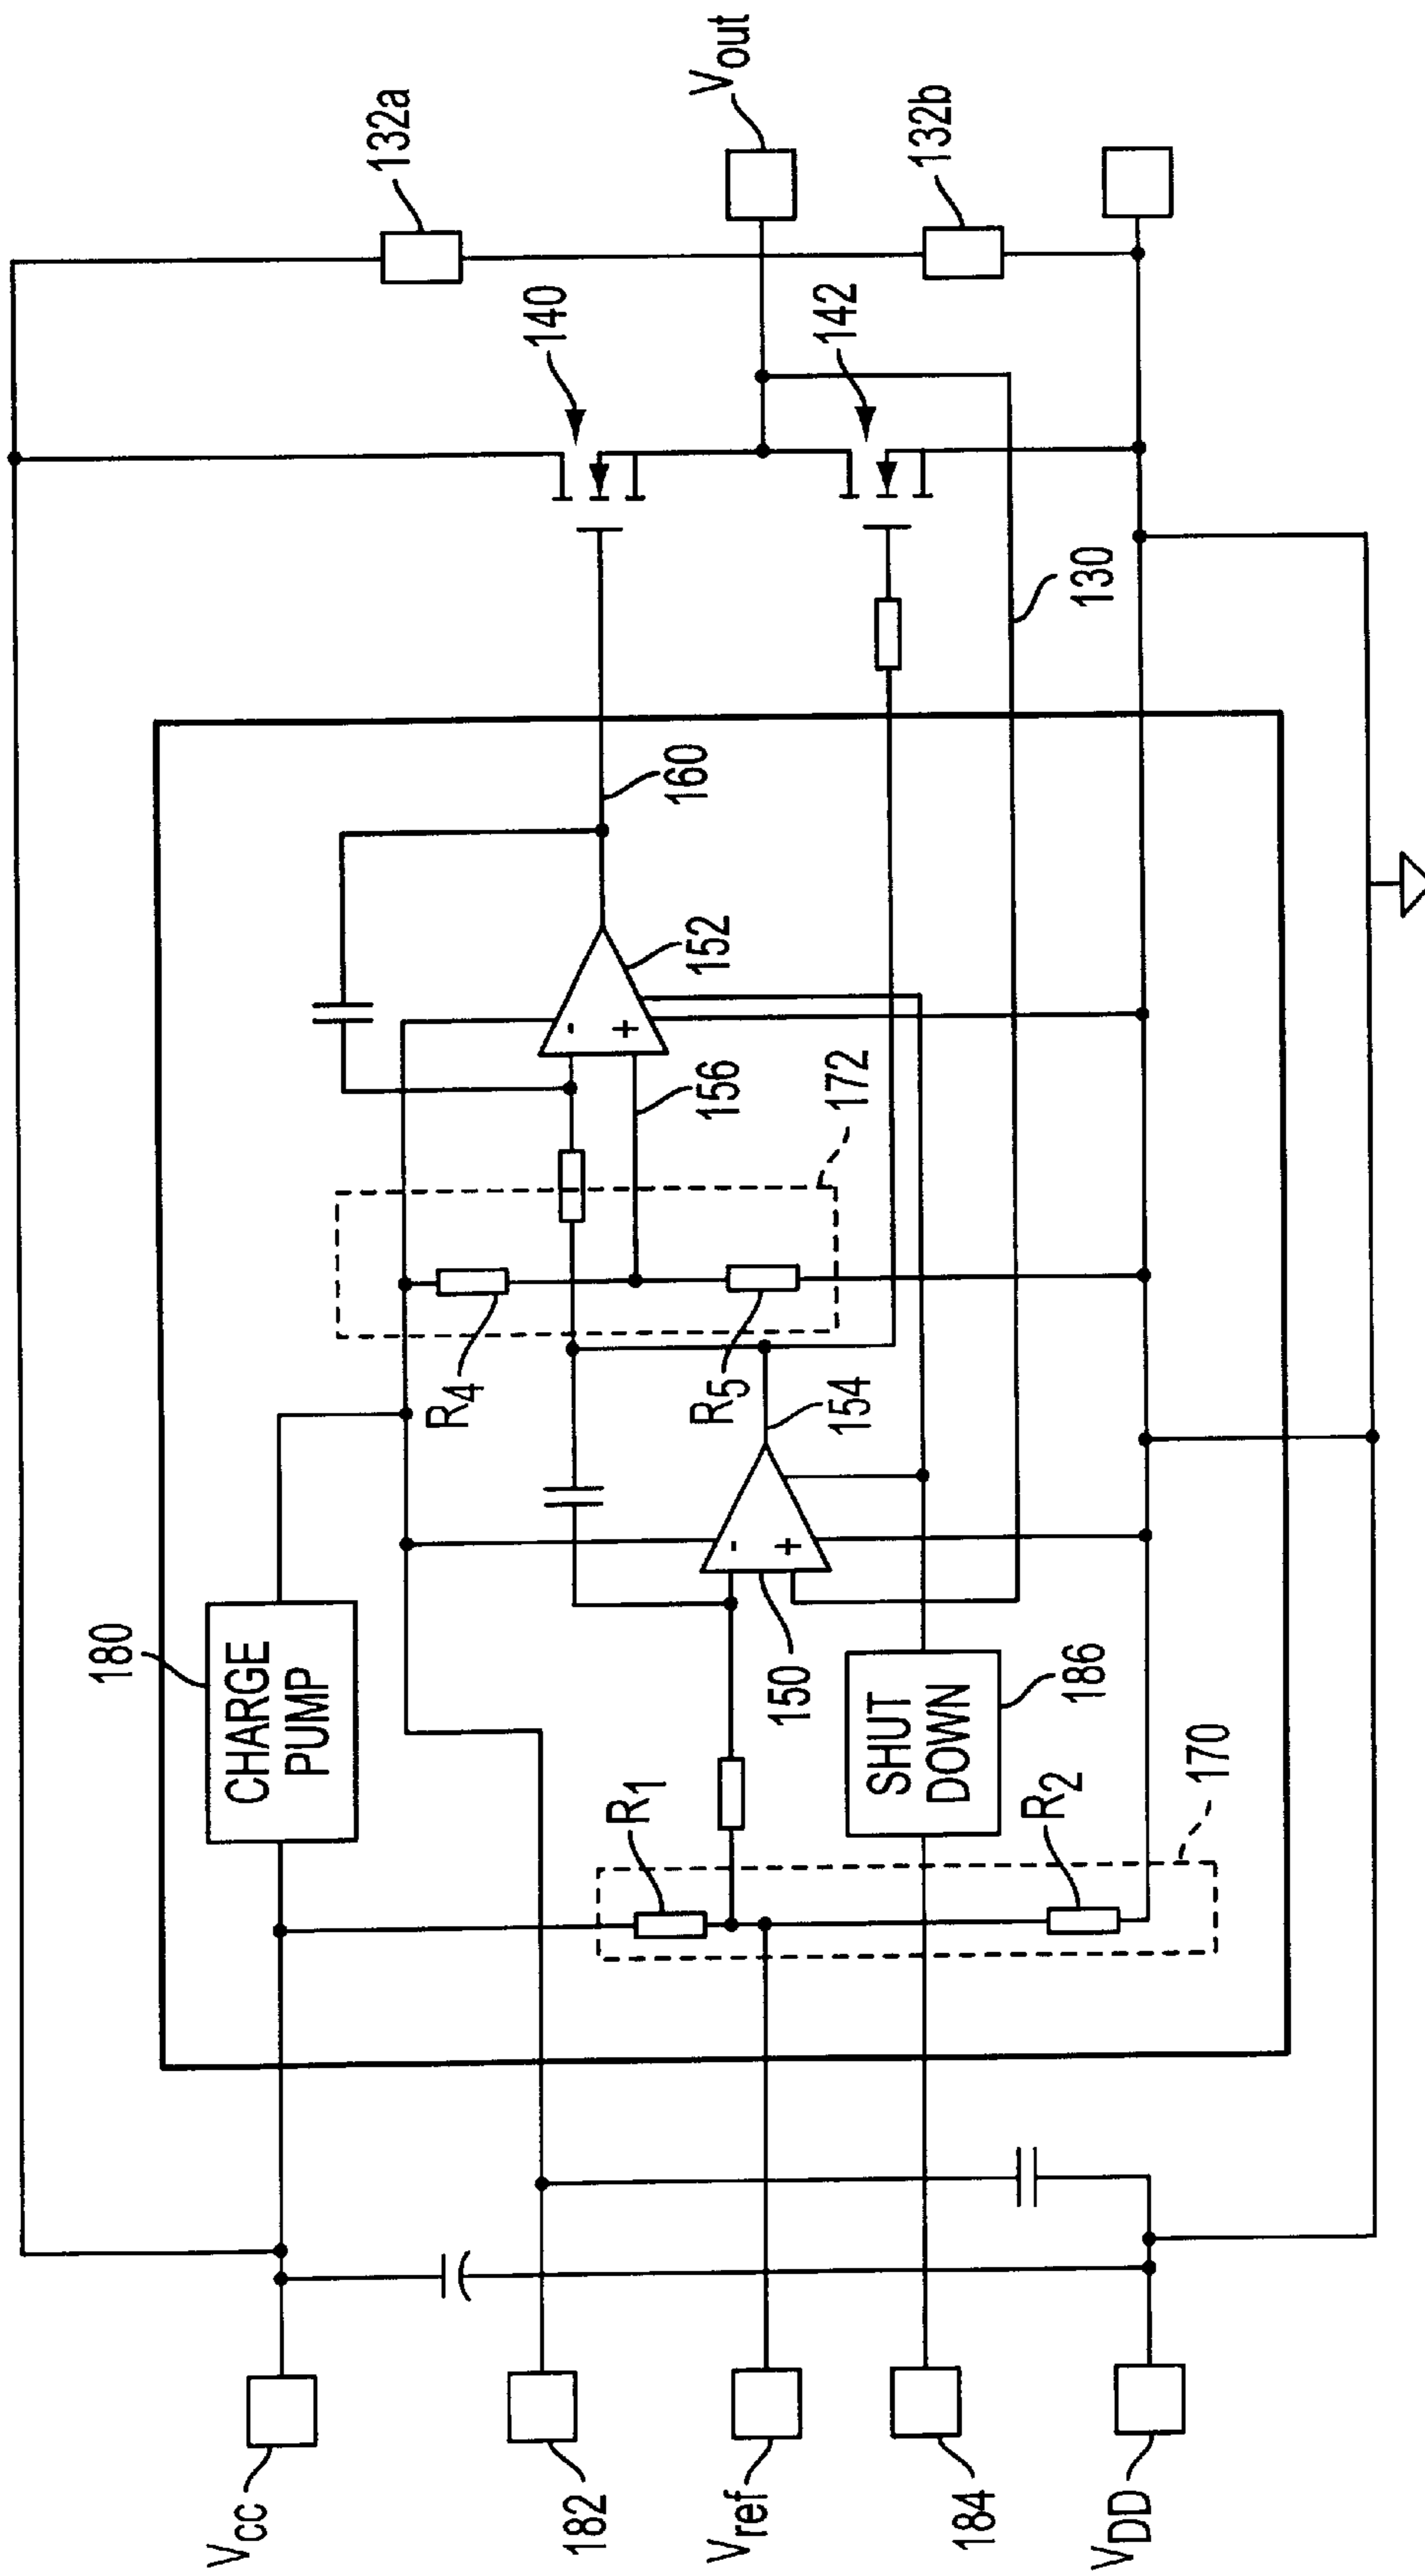 132a
Vout
132b
140
142
130
160
152
156
172
R4
R5
154
180
CHARGE
PUMP
150
SHUT
DOWN
186
R1
R2
170
-
+
-
+
Vcc
182
Vref
184
VDD